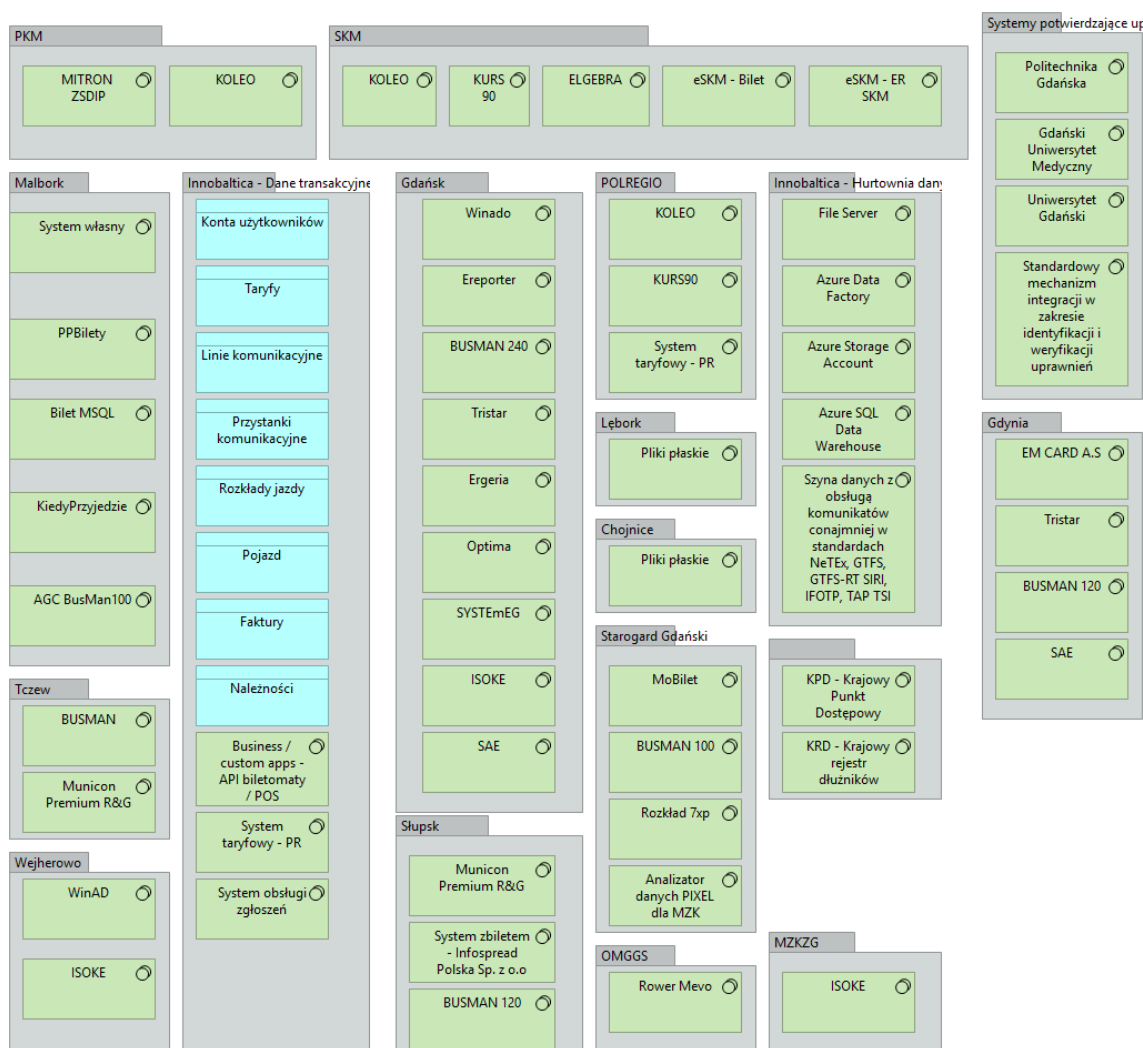 PKM
MITRON
ZSDIP
KOLEO
SKM
KOLEO
KURS
90
ELGEBRA
eSKM - Bilet
eSKM - ER
SKM
Systemy potwierdzające up
Politechnika
Gdańska
Gdański
Uniwersytet
Medyczny
Uniwersytet
Gdański
Standardowy
mechanizm
integracji w
zakresie
identyfikacji i
weryfikacji
uprawnień
Malbork
System własny
PPBilety
Bilet MSQL
KiedyPrzyjedzie
AGC BusMan100
Innobaltica - Dane transakcyjne
Konta użytkowników
Taryfy
Linie komunikacyjne
Przystanki
komunikacyjne
Rozkłady jazdy
Pojazd
Faktury
Należności
Business /
custom apps -
API biletomaty
/ POS
System
taryfowy - PR
System obsługi
zgłoszeń
Gdańsk
Winado
Ereporter
BUSMAN 240
Tristar
Ergeria
Optima
SYSTEmEG
ISOKE
SAE
POLREGIO
KOLEO
KURS90
System
taryfowy - PR
Lębork
Pliki płaskie
Chojnice
Pliki płaskie
Starogard Gdański
MoBilet
BUSMAN 100
Rozkład 7xp
Analizator
danych PIXEL
dla MZK
OMGGS
Rower Mevo
Innobaltica - Hurtownia dany
File Server
Azure Data
Factory
Azure Storage
Account
Azure SQL
Data
Warehouse
Szyna danych z
obsługą
komunikatów
conajmniej w
standardach
NeTEx, GTFS,
GTFS-RT SIRI,
IFOTP, TAP TSI
KPD - Krajowy
Punkt
Dostępowy
KRD - Krajowy
rejestr
dłużników
MZKZG
ISOKE
Gdynia
EM CARD A.S
Tristar
BUSMAN 120
SAE
Tczew
BUSMAN
Municon
Premium R&G
Wejherowo
WinAD
ISOKE
Słupsk
Municon
Premium R&G
System zbiletem
- Infospread
Polska Sp. z o.o
BUSMAN 120